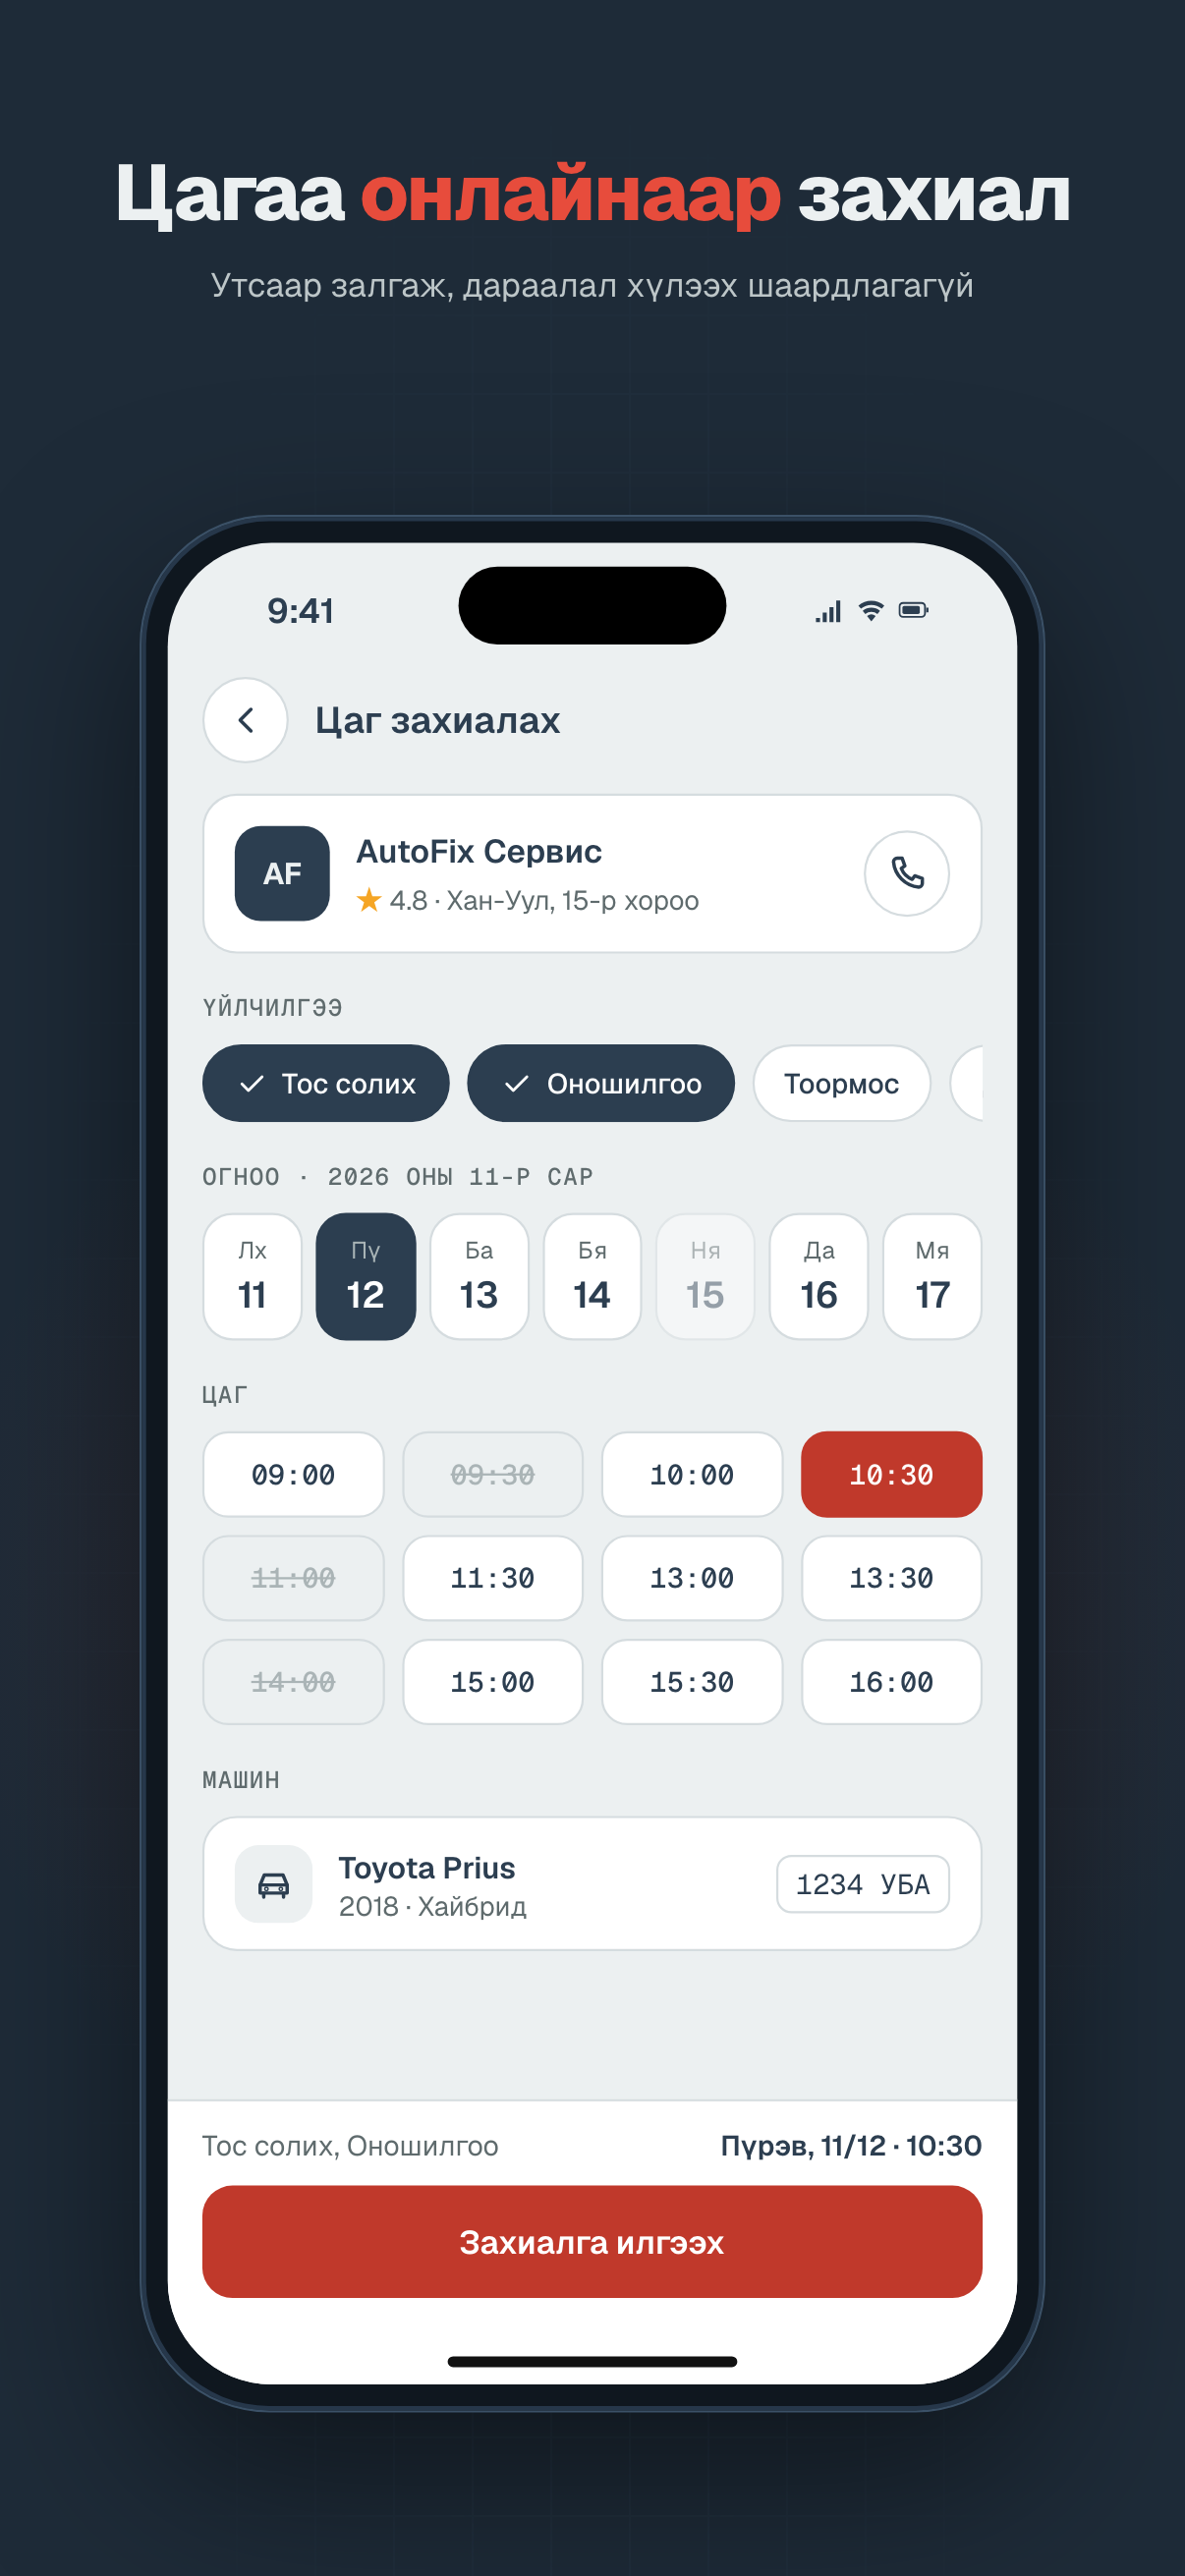 Цагаа онлайнаар захиал
Утсаар залгаж, дараалал хүлээх шаардлагагүй
9:41
Цаг захиалах
AF
AutoFix Сервис
★ 4.8 · Хан-Уул, 15-р хороо
ҮЙЛЧИЛГЭЭ
Тос солих Оношилгоо Тоормос
ОГНОО · 2026 ОНЫ 11-Р САР
Лх Пү Ба Бя Ня Да Мя
11 12 13 14 15 16 17
ЦАГ
09:00 09:30 10:00 10:30
11:00 11:30 13:00 13:30
14:00 15:00 15:30 16:00
МАШИН
Toyota Prius
2018 · Хайбрид
1234 УБА
Тос солих, Оношилгоо
Пүрэв, 11/12 · 10:30
Захиалга илгээх